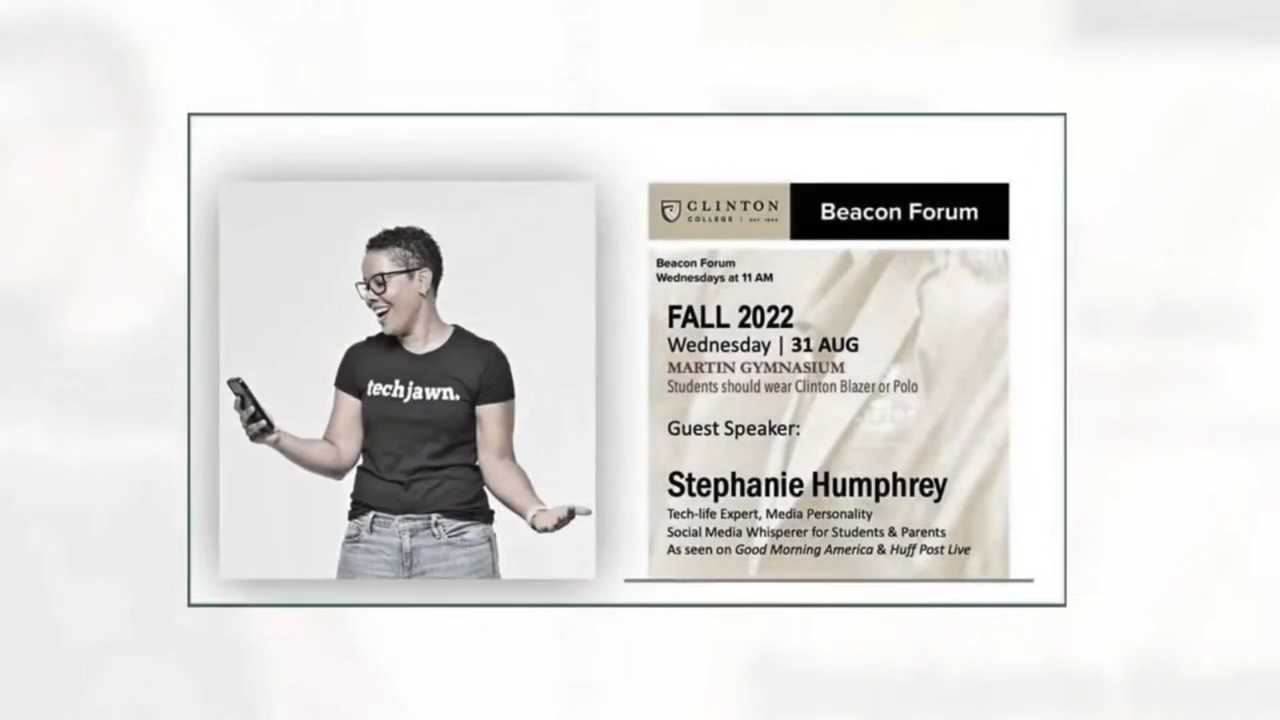 techjawn.
CLINTON
COLLEGE
Beacon Forum
Beacon Forum
Wednesdays at 11 AM
FALL 2022
Wednesday | 31 AUG
MARTIN GYMNASIUM
Students should wear Clinton Blazer or Polo
Guest Speaker:
Stephanie Humphrey
Tech-life Expert, Media Personality
Social Media Whisperer for Students & Parents
As seen on Good Morning America & Huff Post Live